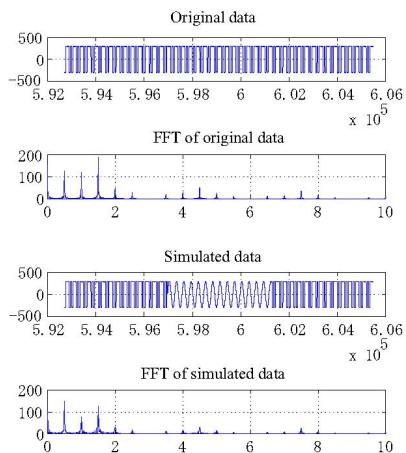 Original data
500
0
-500
5.92 5.94 5.96 5.98 6 6.02 6.04 6.06
x 10^5
FFT of original data
200
100
0
0 2 4 6 8 10
Simulated data
500
0
-500
5.92 5.94 5.96 5.98 6 6.02 6.04 6.06
x 10^5
FFT of simulated data
200
100
0
0 2 4 6 8 10